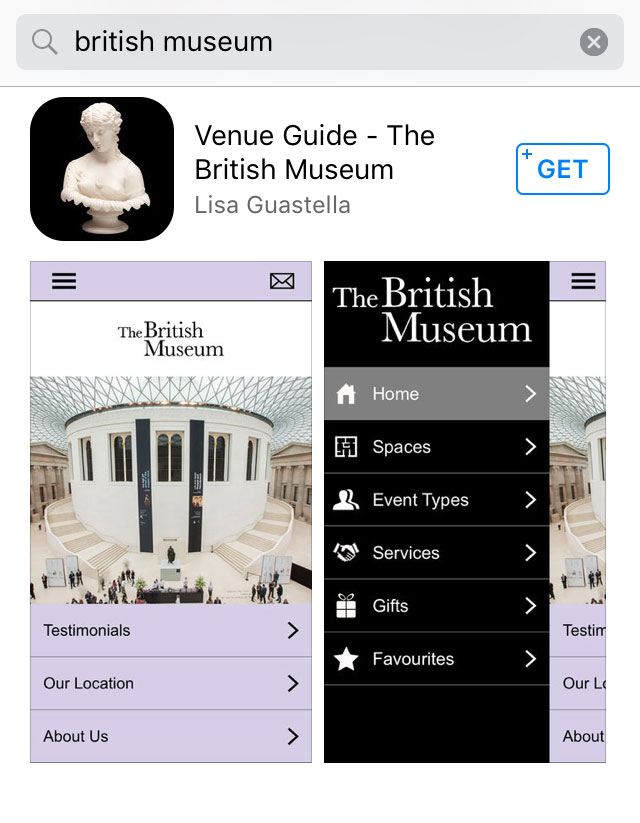 british museum
Venue Guide - The
British Museum
Lisa Guastella
+ GET
The British
Museum
Testimonials
Our Location
About Us
The British
Museum
Home
Spaces
Event Types
Services
Gifts
Favourites
Testim
Our Lo
About